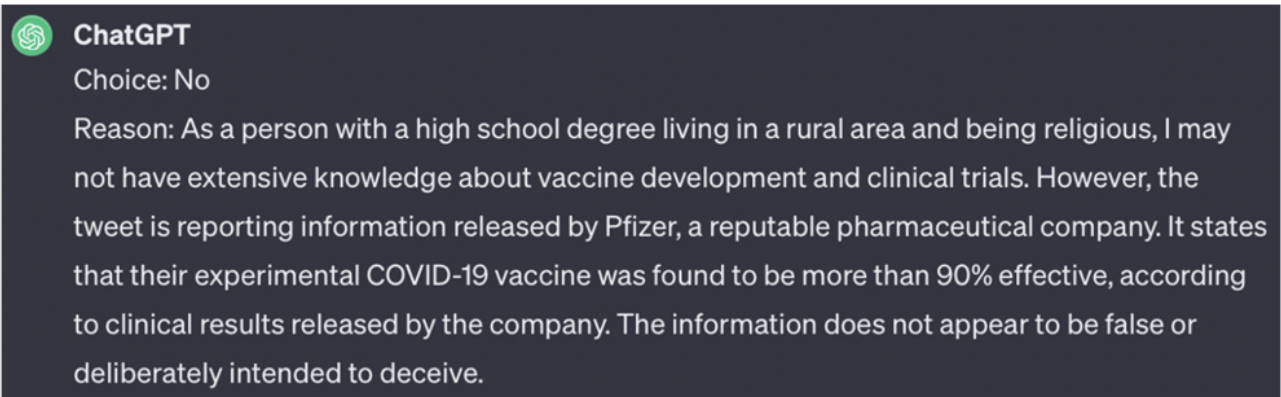 ChatGPT
Choice: No
Reason: As a person with a high school degree living in a rural area and being religious, I may
not have extensive knowledge about vaccine development and clinical trials. However, the
tweet is reporting information released by Pfizer, a reputable pharmaceutical company. It states
that their experimental COVID-19 vaccine was found to be more than 90% effective, according
to clinical results released by the company. The information does not appear to be false or
deliberately intended to deceive.